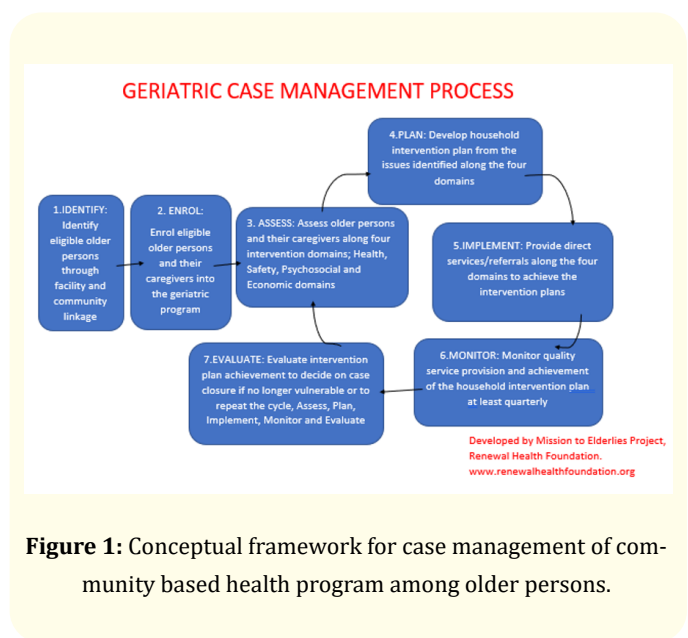 GERIATRIC CASE MANAGEMENT PROCESS
1.IDENTIFY:
Identify
eligible older
persons
through
facility and
community
linkage
2. ENROL:
Enrol eligible
older persons
and their
caregivers into
the geriatric
program
3. ASSESS: Assess older persons
and their caregivers along four
intervention domains; Health,
Safety, Psychosocial and
Economic domains
4.PLAN: Develop household
intervention plan from the
issues identified along the four
domains
5.IMPLEMENT: Provide direct
services/referrals along the four
domains to achieve the
intervention plans
6.MONITOR: Monitor quality
service provision and achievement
of the household intervention plan
at least quarterly
7.EVALUATE: Evaluate intervention
plan achievement to decide on case
closure if no longer vulnerable or to
repeat the cycle, Assess, Plan,
Implement, Monitor and Evaluate
Developed by Mission to Elderlies Project,
Renewal Health Foundation.
www.renewalhealthfoundation.org
Figure 1: Conceptual framework for case management of com-
munity based health program among older persons.